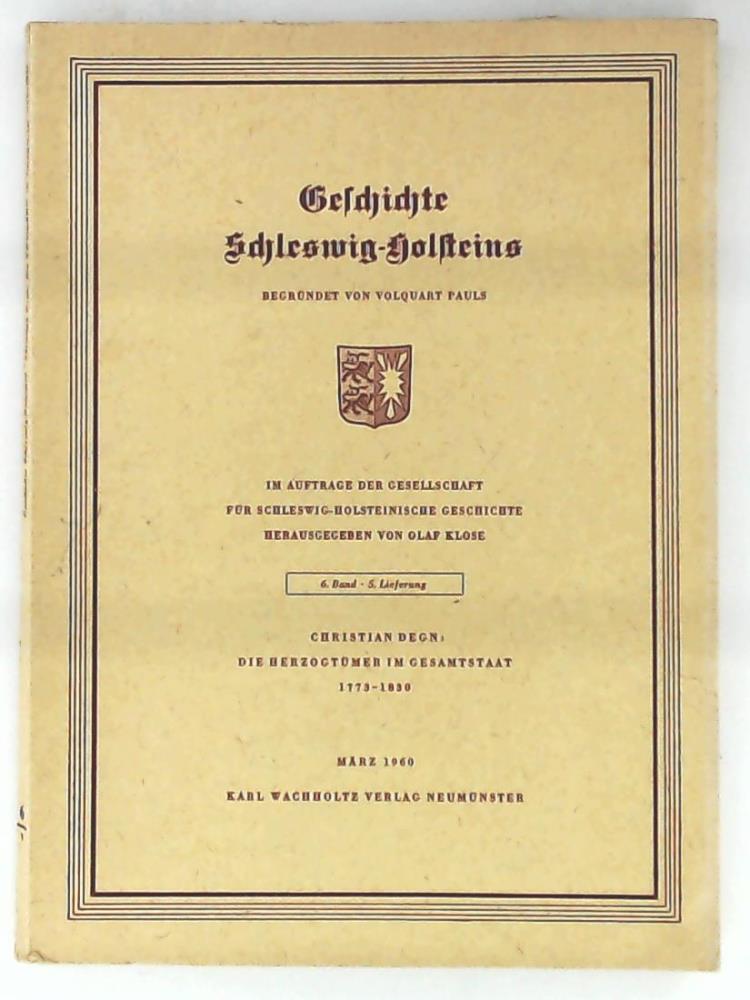 Geschichte
Schleswig-Holsteins
BEGRÜNDET VON VOLQUART PAULS
IM AUFTRAGE DER GESELLSCHAFT
FÜR SCHLESWIG-HOLSTEINISCHE GESCHICHTE
HERAUSGEGEBEN VON OLAF KLOSE
6. Band · 5. Lieferung
CHRISTIAN DEGN:
DIE HERZOGTÜMER IM GESAMTSTAAT
1773-1830
MÄRZ 1960
KARL WACHHOLTZ VERLAG NEUMÜNSTER